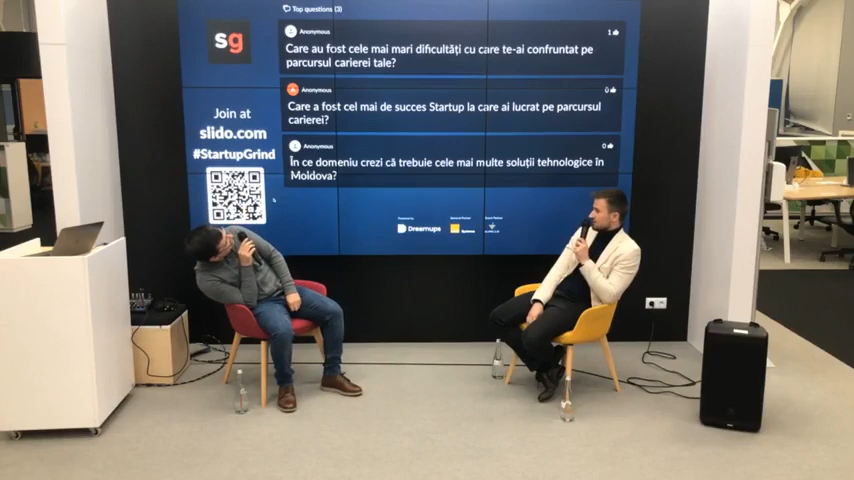 Top questions (3)
sg
Anonymous
1
Care au fost cele mai mari dificultăți cu care te-ai confruntat pe
parcursul carierei tale?
Anonymous
0
Care a fost cel mai de succes Startup la care ai lucrat pe parcursul
carierei?
Anonymous
0
În ce domeniu crezi că trebuie cele mai multe soluții tehnologice în
Moldova?
Join at
slido.com
#StartupGrind
Powered by
Dreamups